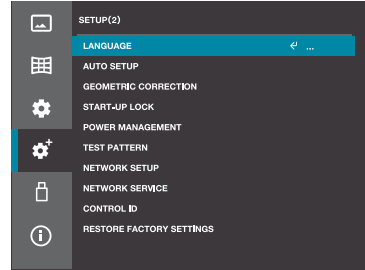 SETUP(2)
LANGUAGE ...
AUTO SETUP
GEOMETRIC CORRECTION
START-UP LOCK
POWER MANAGEMENT
TEST PATTERN
NETWORK SETUP
NETWORK SERVICE
CONTROL ID
RESTORE FACTORY SETTINGS